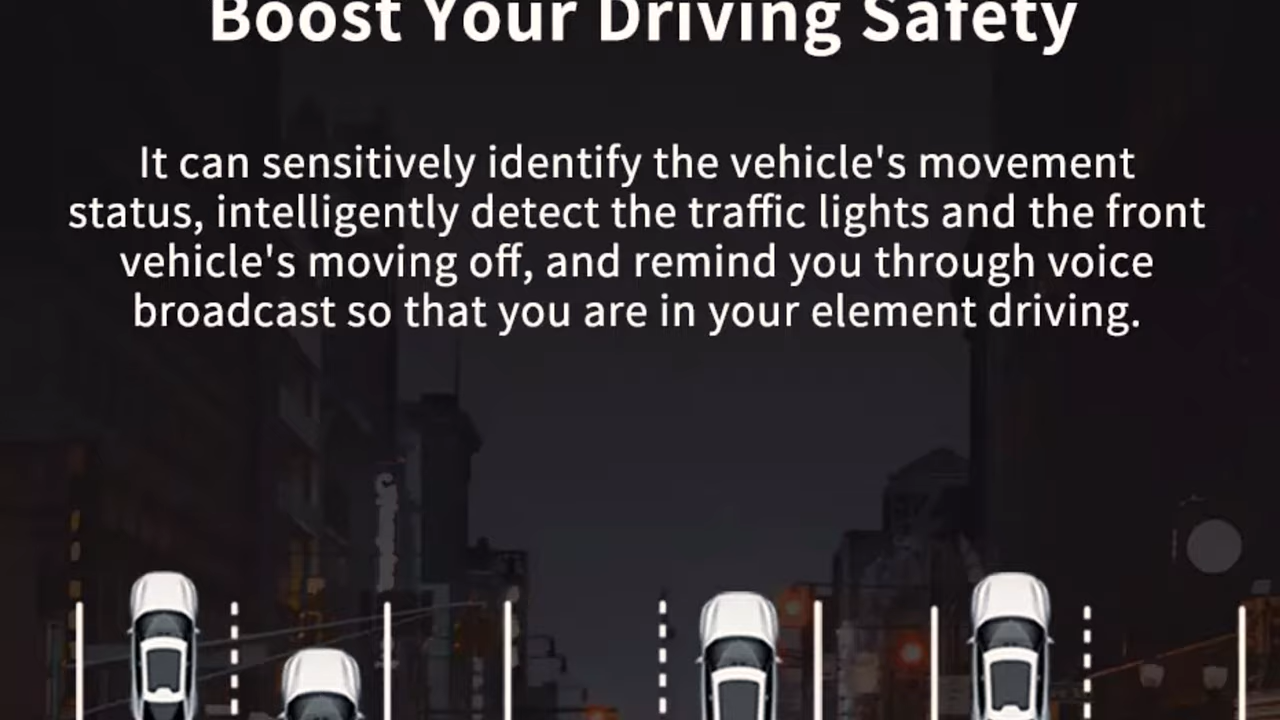 Boost Your Driving Safety
It can sensitively identify the vehicle's movement
status, intelligently detect the traffic lights and the front
vehicle's moving off, and remind you through voice
broadcast so that you are in your element driving.